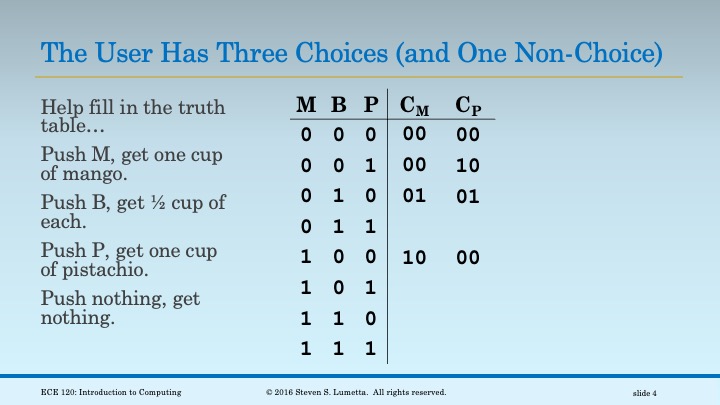 The User Has Three Choices (and One Non-Choice)
Help fill in the truth
table…
Push M, get one cup
of mango.
Push B, get ½ cup of
each.
Push P, get one cup
of pistachio.
Push nothing, get
nothing.
M B P CM CP
0 0 0 00 00
0 0 1 00 10
0 1 0 01 01
0 1 1
1 0 0 10 00
1 0 1
1 1 0
1 1 1
ECE 120: Introduction to Computing © 2016 Steven S. Lumetta. All rights reserved. slide 4